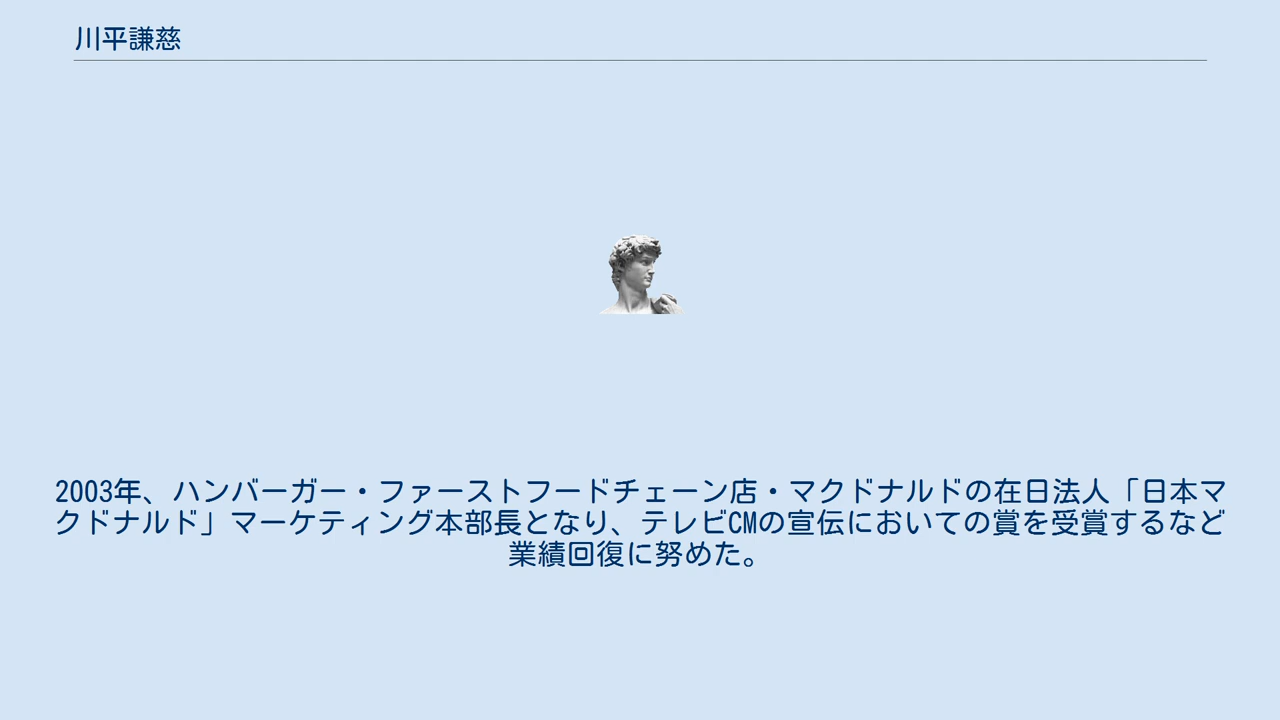 川平謙慈
2003年、ハンバーガー・ファーストフードチェーン店・マクドナルドの在日法人「日本マ
クドナルド」マーケティング本部長となり、テレビCMの宣伝においての賞を受賞するなど
業績回復に努めた。